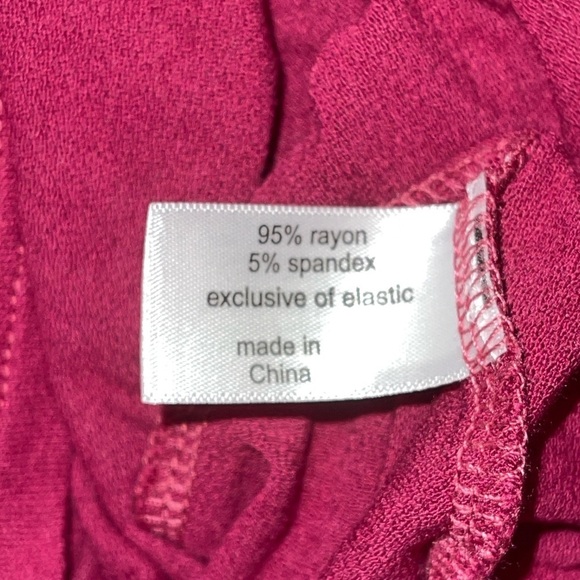 95% rayon
5% spandex
exclusive of elastic
made in
China